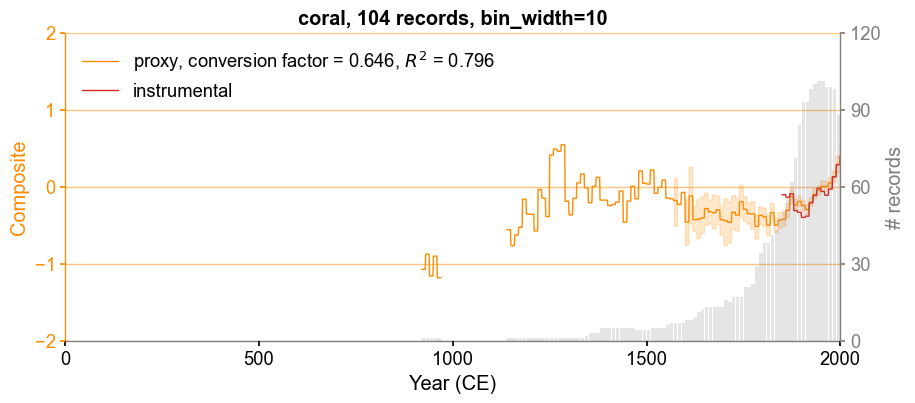 coral, 104 records, bin_width=10
proxy, conversion factor = 0.646, R² = 0.796
instrumental
Composite
2
1
0
−1
−2
120
90
60
30
0
# records
0 500 1000 1500 2000
Year (CE)